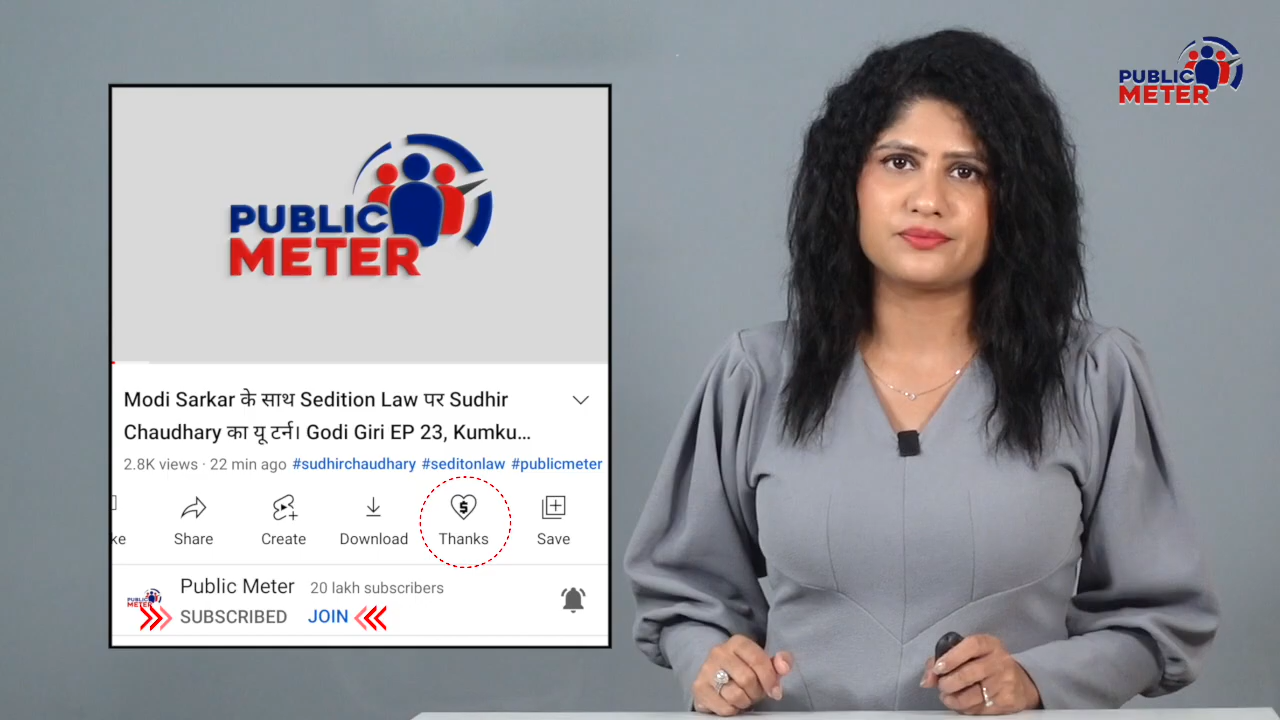 PUBLIC
METER
PUBLIC
METER
Modi Sarkar के साथ Sedition Law पर Sudhir
Chaudhary का यू टर्न। Godi Giri EP 23, Kumku...
2.8K views · 22 min ago #sudhirchaudhary #seditonlaw #publicmeter
ke
Share
Create
Download
Thanks
Save
Public Meter 20 lakh subscribers
PUBLIC
METER
SUBSCRIBED JOIN